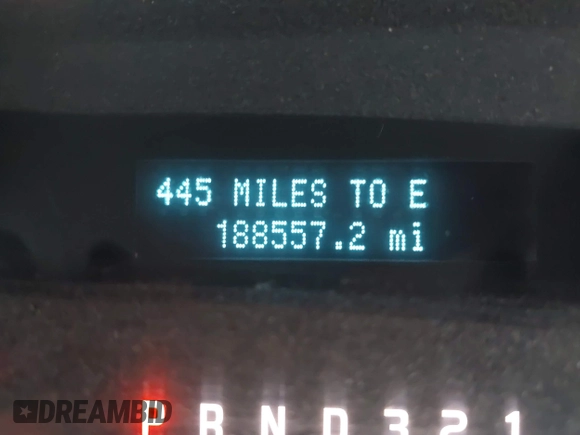 445 MILES TO E
188557.2 mi
P R N D 3 2 1
DREAMBID